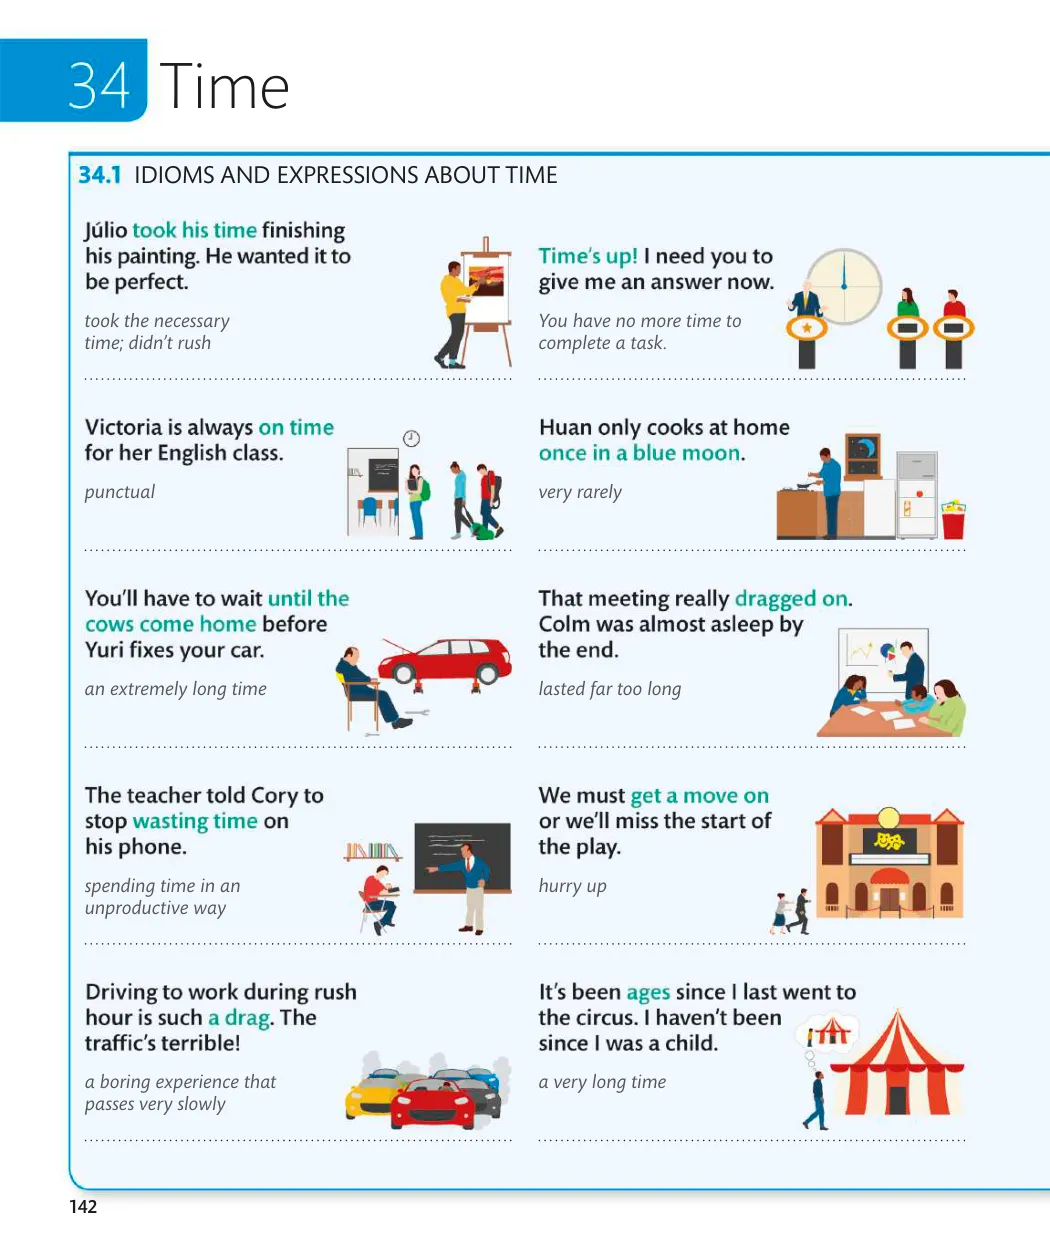 34 Time
34.1 IDIOMS AND EXPRESSIONS ABOUT TIME
Júlio took his time finishing
his painting. He wanted it to
be perfect.
took the necessary
time; didn't rush
Time's up! I need you to
give me an answer now.
You have no more time to
complete a task.
Victoria is always on time
for her English class.
punctual
Huan only cooks at home
once in a blue moon.
very rarely
You'll have to wait until the
cows come home before
Yuri fixes your car.
an extremely long time
That meeting really dragged on.
Colm was almost asleep by
the end.
lasted far too long
The teacher told Cory to
stop wasting time on
his phone.
spending time in an
unproductive way
We must get a move on
or we'll miss the start of
the play.
hurry up
Driving to work during rush
hour is such a drag. The
traffic's terrible!
a boring experience that
passes very slowly
It's been ages since I last went to
the circus. I haven't been
since I was a child.
a very long time
142